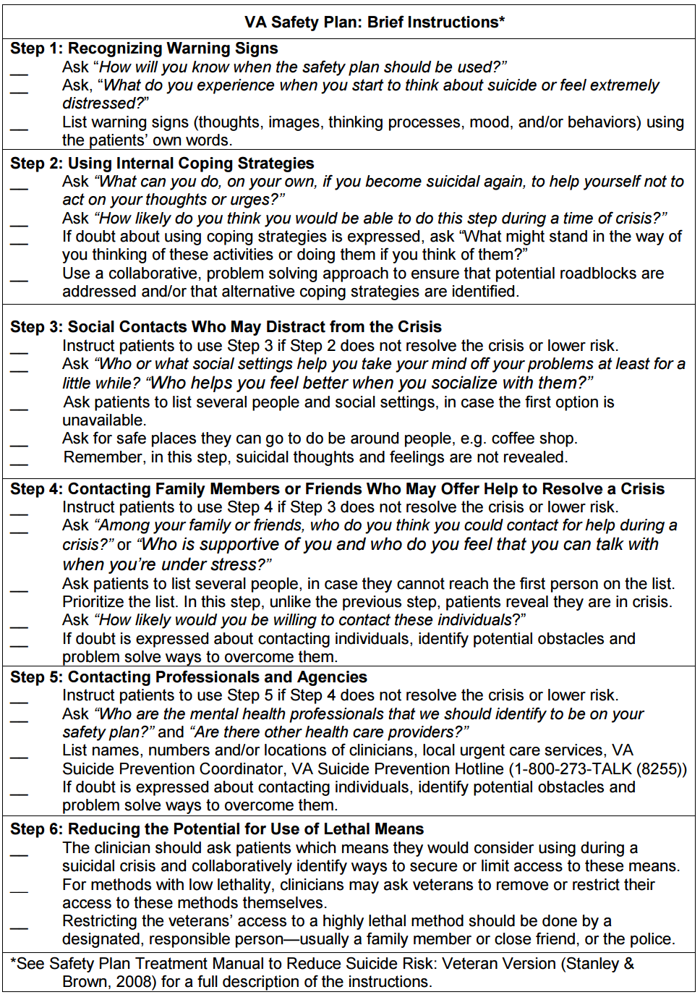 VA Safety Plan: Brief Instructions*
Step 1: Recognizing Warning Signs
__ Ask “How will you know when the safety plan should be used?”
__ Ask, “What do you experience when you start to think about suicide or feel extremely
distressed?”
__ List warning signs (thoughts, images, thinking processes, mood, and/or behaviors) using
the patients’ own words.
Step 2: Using Internal Coping Strategies
__ Ask “What can you do, on your own, if you become suicidal again, to help yourself not to
act on your thoughts or urges?”
__ Ask “How likely do you think you would be able to do this step during a time of crisis?”
__ If doubt about using coping strategies is expressed, ask “What might stand in the way of
you thinking of these activities or doing them if you think of them?”
__ Use a collaborative, problem solving approach to ensure that potential roadblocks are
addressed and/or that alternative coping strategies are identified.
Step 3: Social Contacts Who May Distract from the Crisis
__ Instruct patients to use Step 3 if Step 2 does not resolve the crisis or lower risk.
__ Ask “Who or what social settings help you take your mind off your problems at least for a
little while? “Who helps you feel better when you socialize with them?”
__ Ask patients to list several people and social settings, in case the first option is
unavailable.
__ Ask for safe places they can go to do be around people, e.g. coffee shop.
__ Remember, in this step, suicidal thoughts and feelings are not revealed.
Step 4: Contacting Family Members or Friends Who May Offer Help to Resolve a Crisis
__ Instruct patients to use Step 4 if Step 3 does not resolve the crisis or lower risk.
__ Ask “Among your family or friends, who do you think you could contact for help during a
crisis?” or “Who is supportive of you and who do you feel that you can talk with
when you’re under stress?”
__ Ask patients to list several people, in case they cannot reach the first person on the list.
Prioritize the list. In this step, unlike the previous step, patients reveal they are in crisis.
__ Ask “How likely would you be willing to contact these individuals?”
__ If doubt is expressed about contacting individuals, identify potential obstacles and
problem solve ways to overcome them.
Step 5: Contacting Professionals and Agencies
__ Instruct patients to use Step 5 if Step 4 does not resolve the crisis or lower risk.
__ Ask “Who are the mental health professionals that we should identify to be on your
safety plan?” and “Are there other health care providers?”
__ List names, numbers and/or locations of clinicians, local urgent care services, VA
Suicide Prevention Coordinator, VA Suicide Prevention Hotline (1-800-273-TALK (8255))
__ If doubt is expressed about contacting individuals, identify potential obstacles and
problem solve ways to overcome them.
Step 6: Reducing the Potential for Use of Lethal Means
__ The clinician should ask patients which means they would consider using during a
suicidal crisis and collaboratively identify ways to secure or limit access to these means.
__ For methods with low lethality, clinicians may ask veterans to remove or restrict their
access to these methods themselves.
__ Restricting the veterans’ access to a highly lethal method should be done by a
designated, responsible person—usually a family member or close friend, or the police.
*See Safety Plan Treatment Manual to Reduce Suicide Risk: Veteran Version (Stanley &
Brown, 2008) for a full description of the instructions.